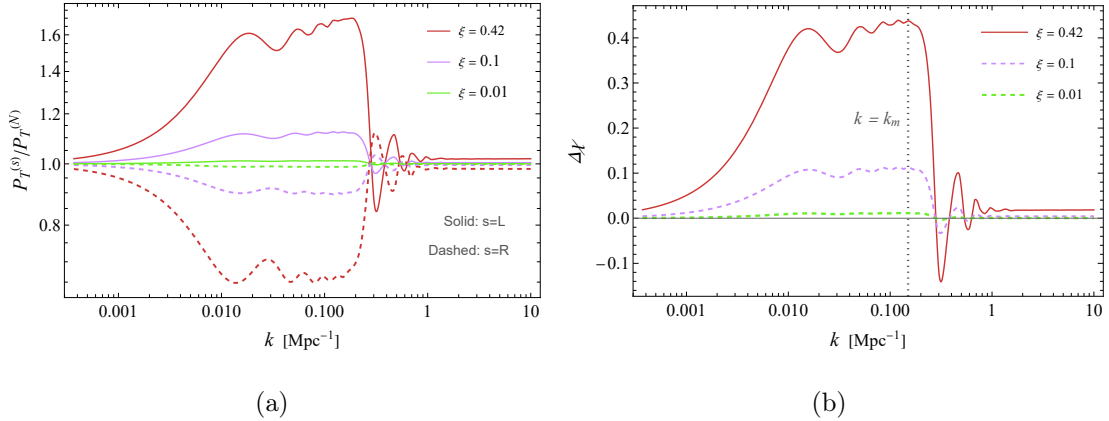 1.6
1.4
1.2
1.0
0.8
P_T^(s)/P_T^(N)
ξ = 0.42
ξ = 0.1
ξ = 0.01
Solid: s=L
Dashed: s=R
0.001 0.010 0.100 1 10
k [Mpc⁻¹]
(a)
0.4
0.3
0.2
0.1
0.0
−0.1
Δχ
ξ = 0.42
ξ = 0.1
ξ = 0.01
k = k_m
0.001 0.010 0.100 1 10
k [Mpc⁻¹]
(b)